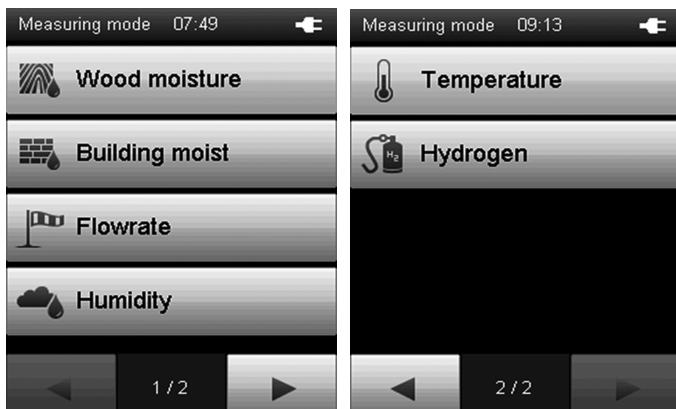 Measuring mode 07:49
Wood moisture
Building moist
Flowrate
Humidity
1/2
Measuring mode 09:13
Temperature
H2
Hydrogen
2/2